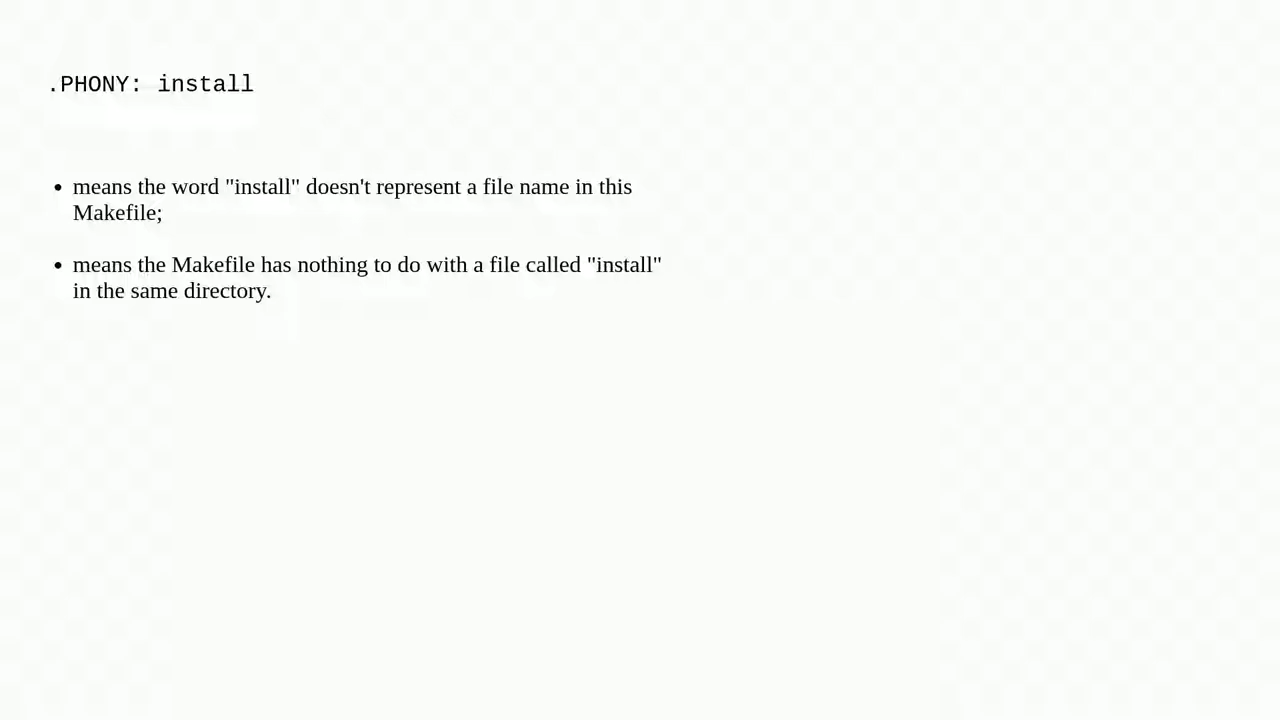 .PHONY: install
• means the word "install" doesn't represent a file name in this
Makefile;
• means the Makefile has nothing to do with a file called "install"
in the same directory.